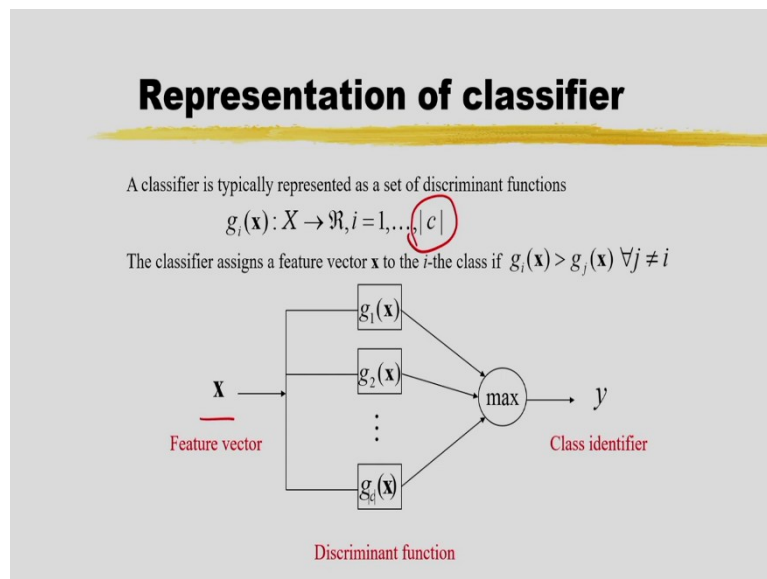 Representation of classifier
A classifier is typically represented as a set of discriminant functions
gᵢ(x) : X → ℜ, i = 1,...,|c|
The classifier assigns a feature vector x to the i-the class if gᵢ(x) > gⱼ(x) ∀j ≠ i
g₁(x)
g₂(x)
x
max
y
⋮
Feature vector
Class identifier
g|c|(x)
Discriminant function